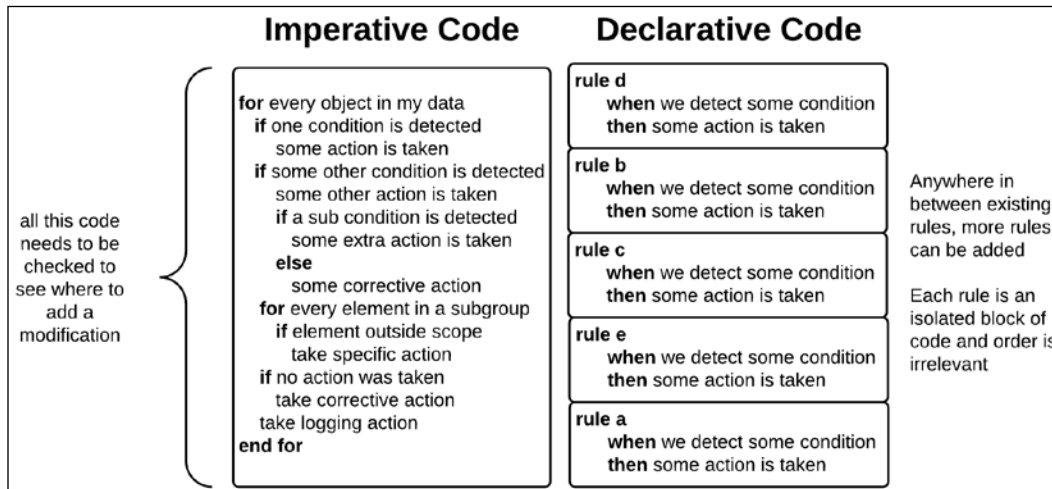 Imperative Code
Declarative Code
all this code
needs to be
checked to
see where to
add a
modification
for every object in my data
if one condition is detected
some action is taken
if some other condition is detected
some other action is taken
if a sub condition is detected
some extra action is taken
else
some corrective action
for every element in a subgroup
if element outside scope
take specific action
if no action was taken
take corrective action
take logging action
end for
rule d
when we detect some condition
then some action is taken
rule b
when we detect some condition
then some action is taken
rule c
when we detect some condition
then some action is taken
rule e
when we detect some condition
then some action is taken
rule a
when we detect some condition
then some action is taken
Anywhere in
between existing
rules, more rules
can be added
Each rule is an
isolated block of
code and order is
irrelevant